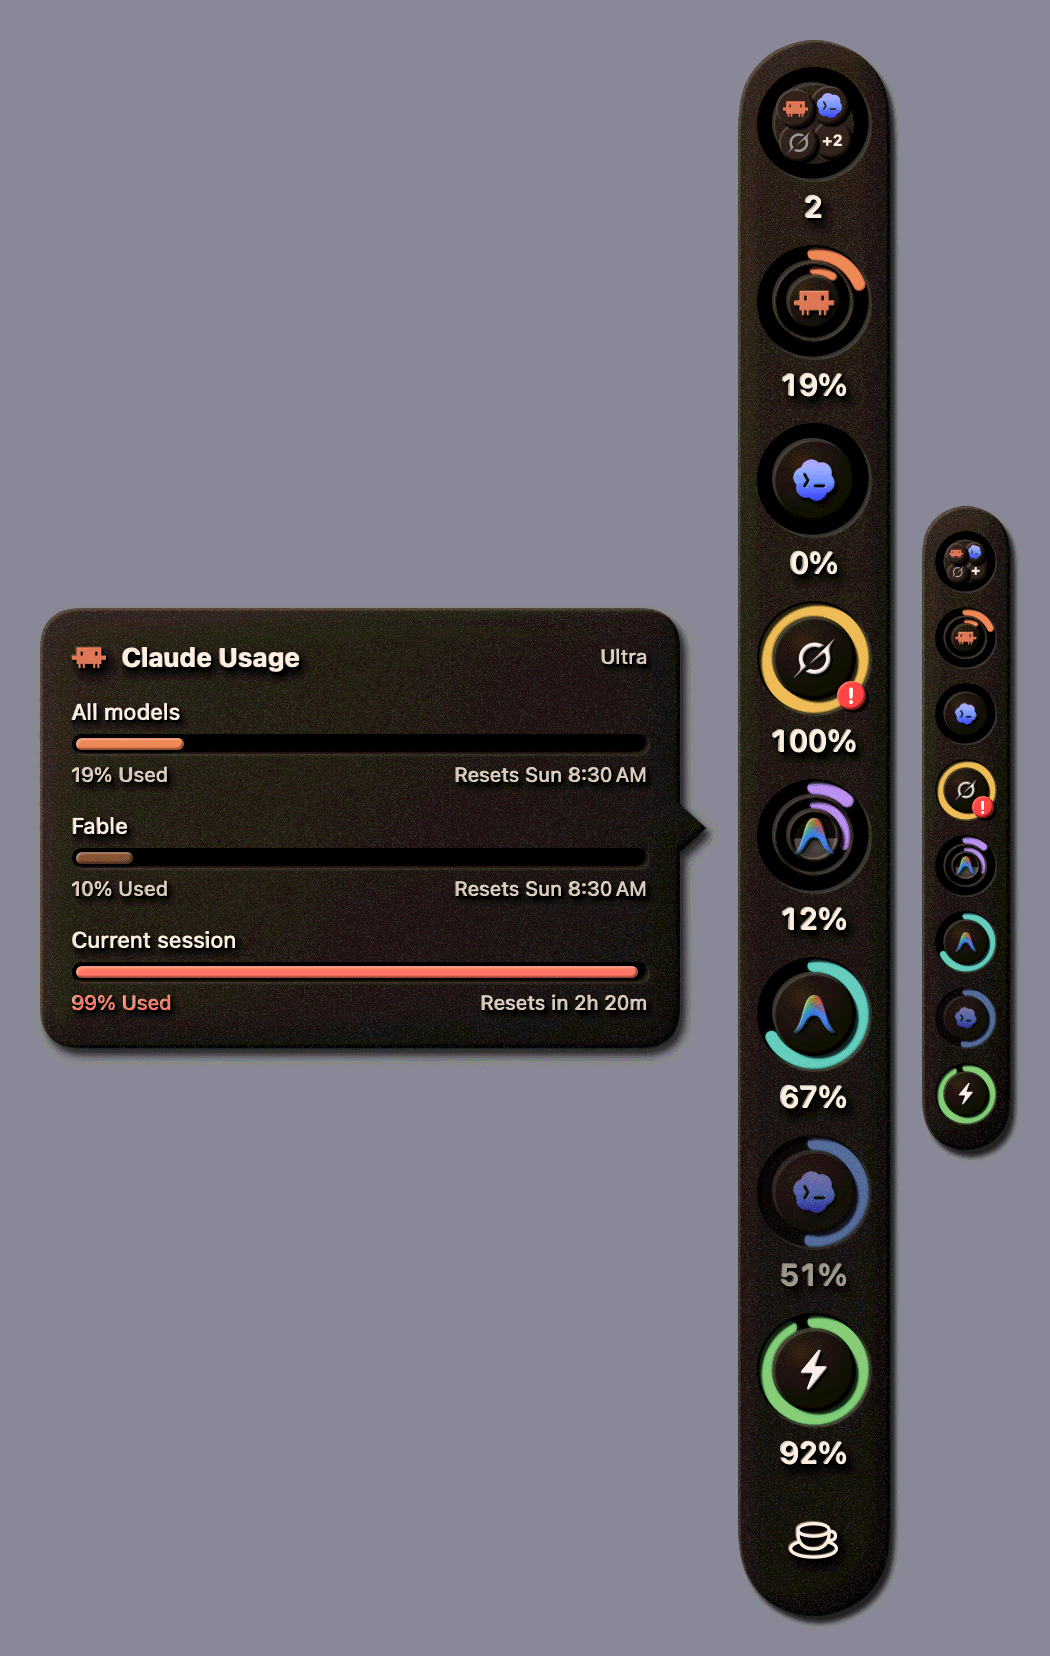 +2
2
19%
0%
!
100%
12%
67%
51%
92%
Claude Usage
Ultra
All models
19% Used
Resets Sun 8:30 AM
Fable
10% Used
Resets Sun 8:30 AM
Current session
99% Used
Resets in 2h 20m
+
!